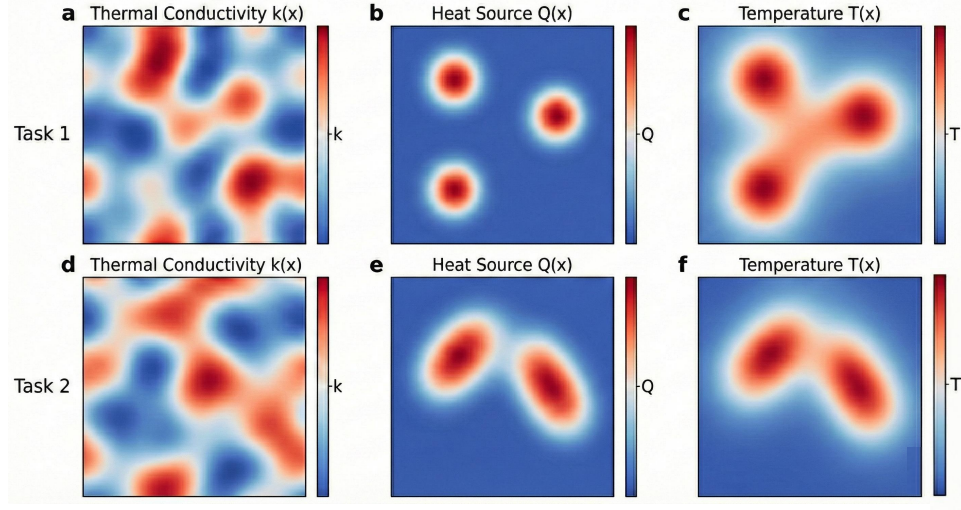 a Thermal Conductivity k(x)
b Heat Source Q(x)
c Temperature T(x)
Task 1
k
Q
T
d Thermal Conductivity k(x)
e Heat Source Q(x)
f Temperature T(x)
Task 2
k
Q
T